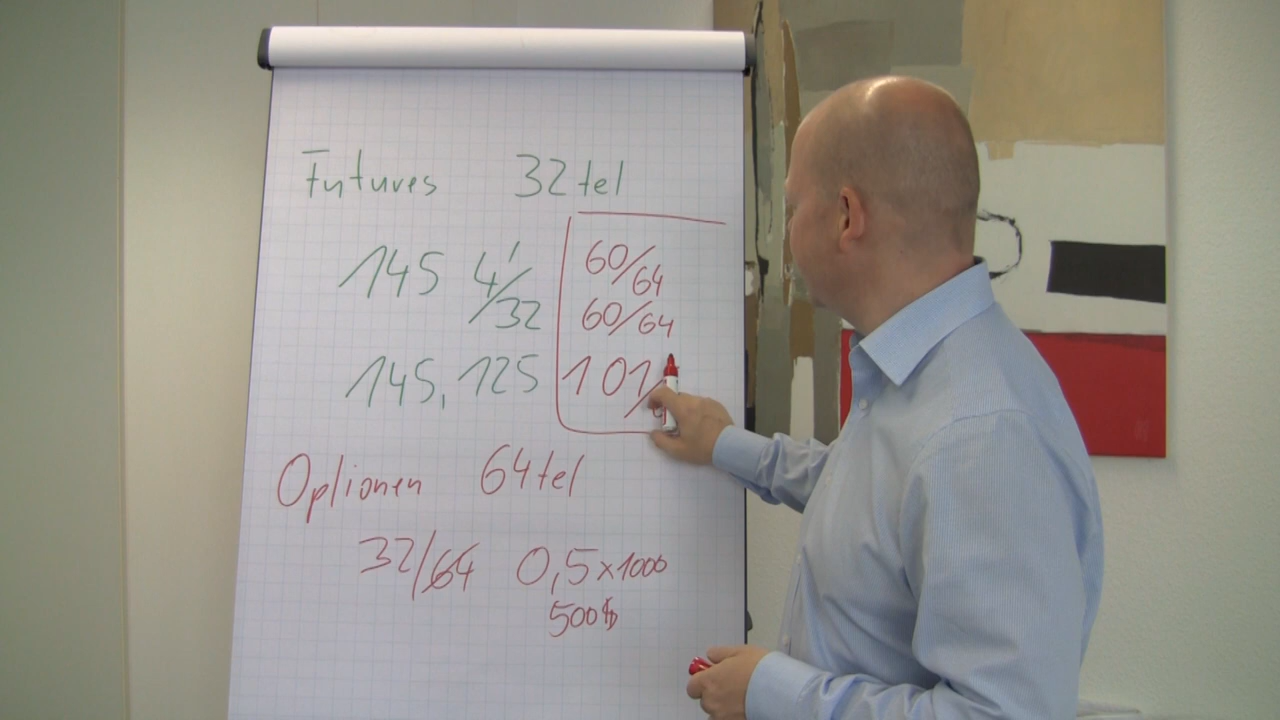 Futures 32tel
145 4/32 60/64
60/64
145,125 101/
Optionen 64tel
32/64 0,5x1000
500$